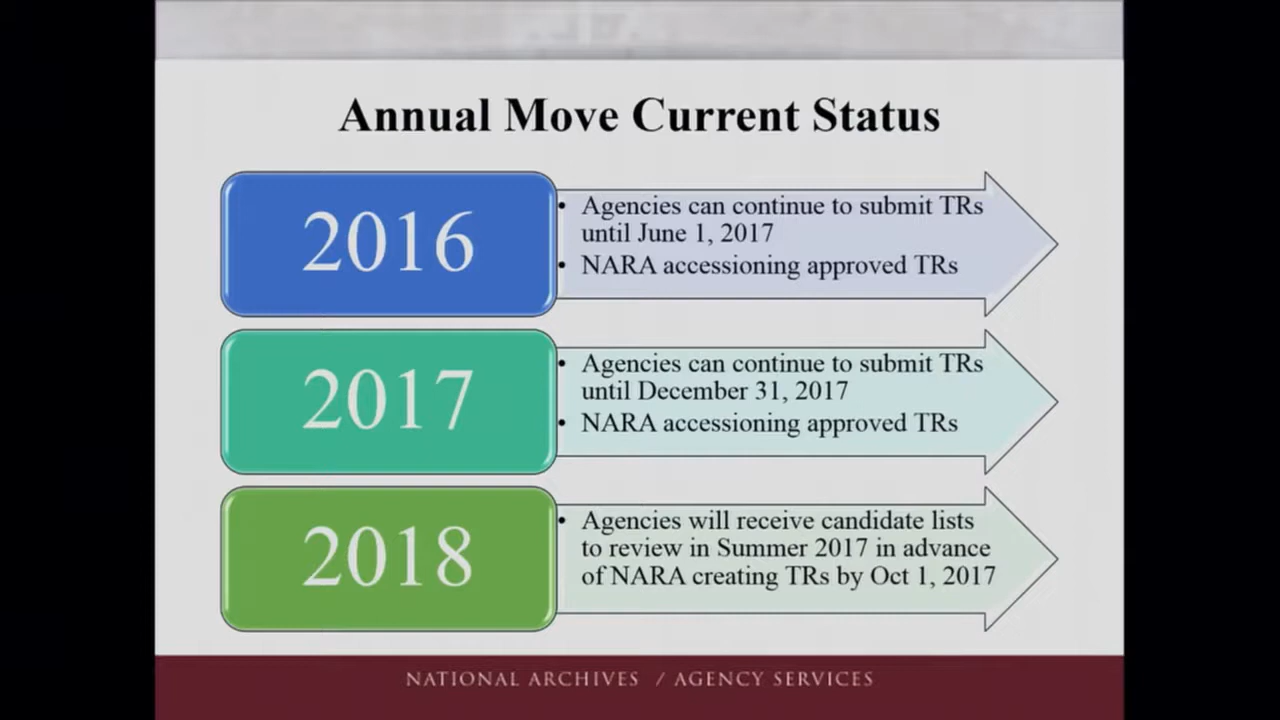 Annual Move Current Status
2016
• Agencies can continue to submit TRs
until June 1, 2017
• NARA accessioning approved TRs
2017
• Agencies can continue to submit TRs
until December 31, 2017
• NARA accessioning approved TRs
2018
• Agencies will receive candidate lists
to review in Summer 2017 in advance
of NARA creating TRs by Oct 1, 2017
NATIONAL ARCHIVES / AGENCY SERVICES